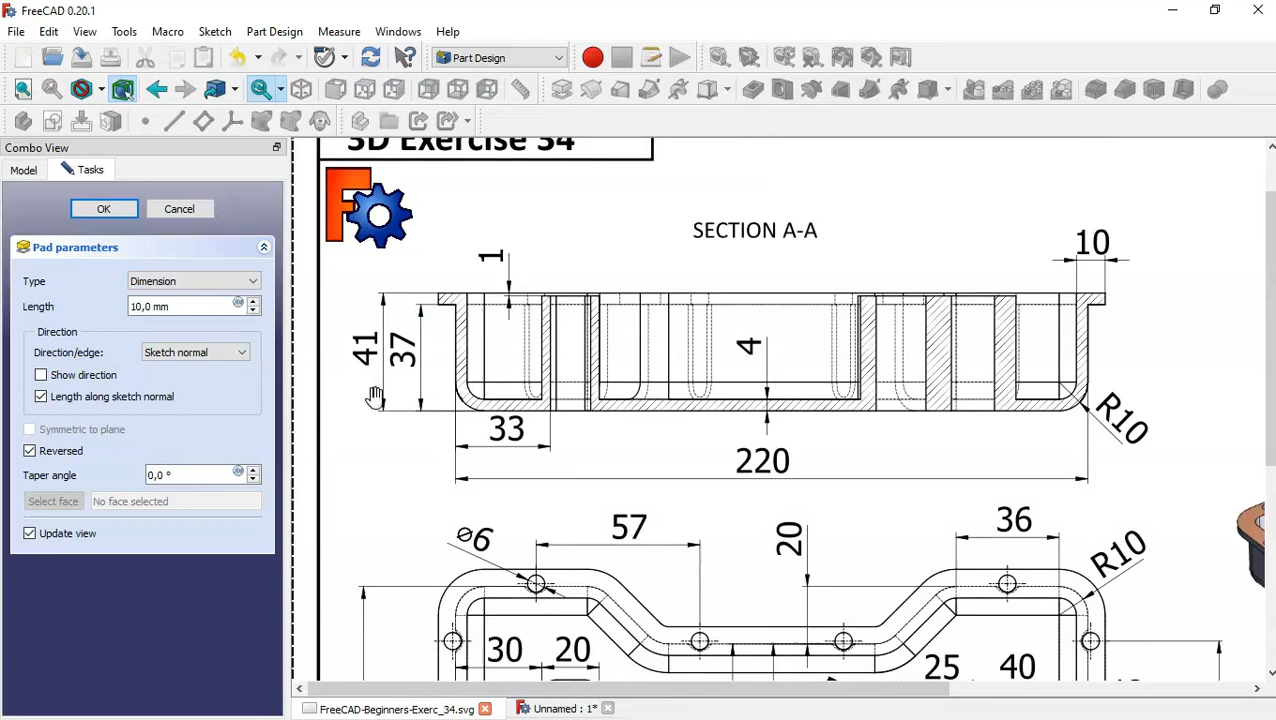 FreeCAD 0.20.1
File Edit View Tools Macro Sketch Part Design Measure Windows Help
Part Design
Combo View
Model Tasks
OK Cancel
Pad parameters
Type Dimension
Length 10,0 mm
Direction
Direction/edge: Sketch normal
Show direction
Length along sketch normal
Symmetric to plane
Reversed
Taper angle 0,0 °
Select face No face selected
Update view
3D Exercise 34
SECTION A-A
1
10
41
37
4
33
R10
220
⌀6
57
20
36
R10
30
20
25
40
FreeCAD-Beginners-Exerc_34.svg
Unnamed : 1*